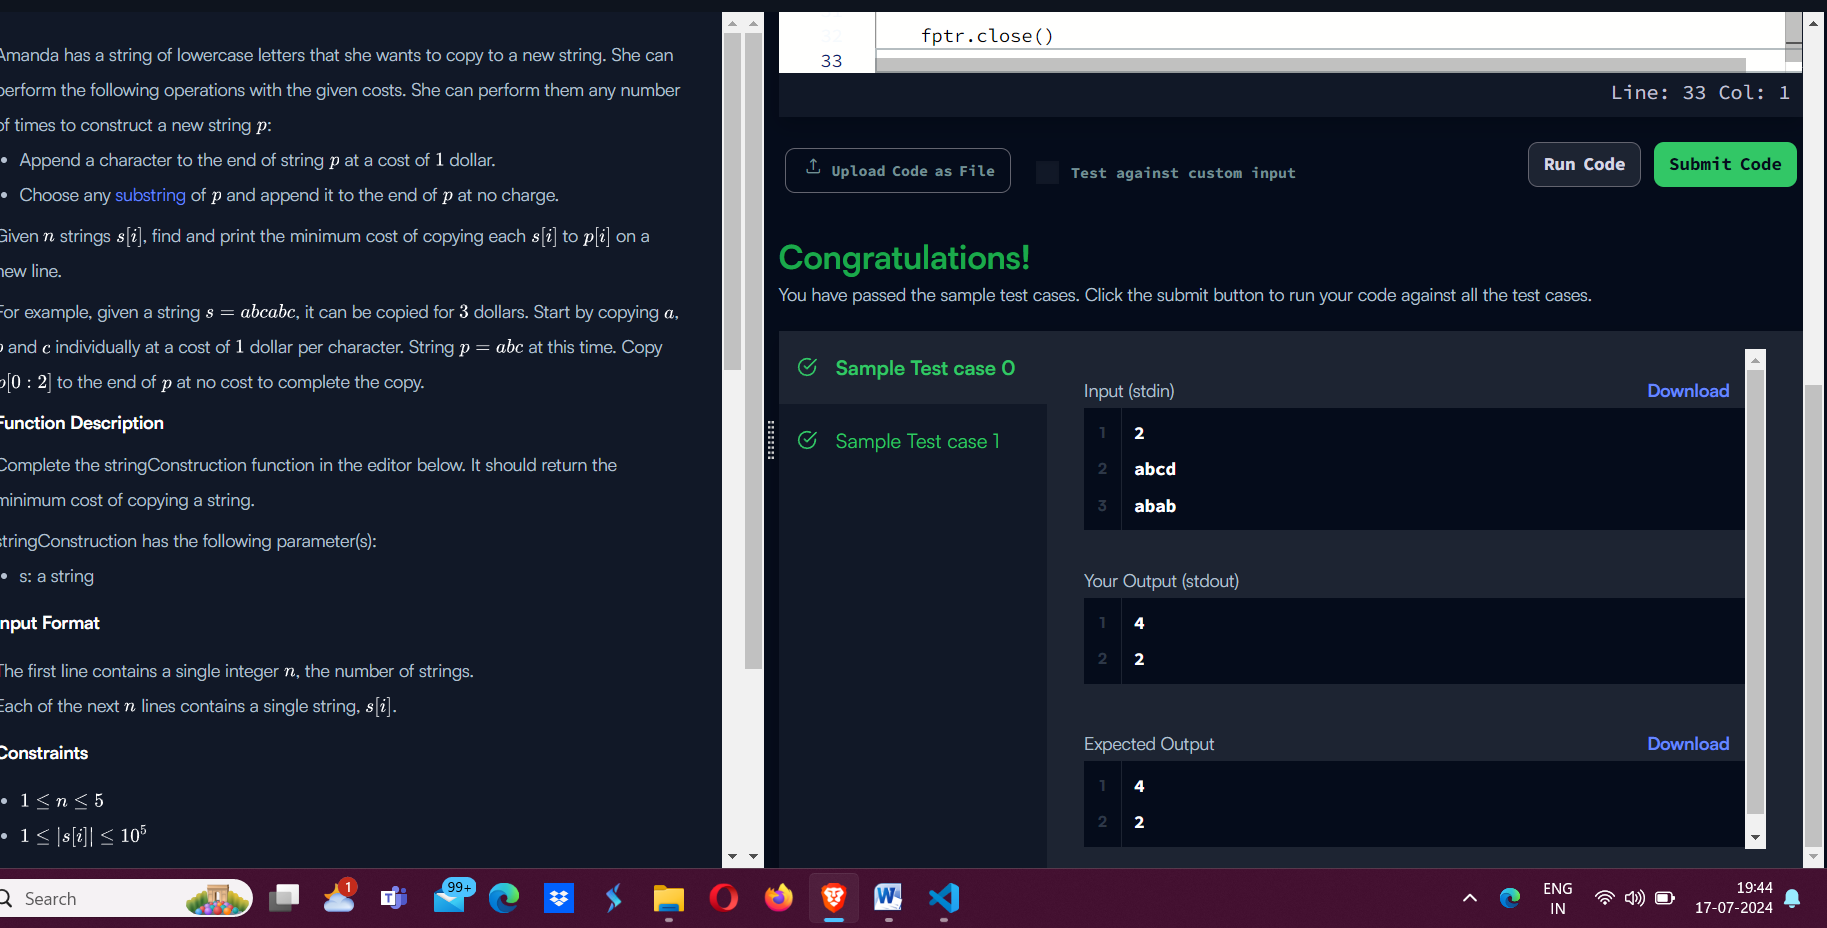 Amanda has a string of lowercase letters that she wants to copy to a new string. She can
perform the following operations with the given costs. She can perform them any number
of times to construct a new string p:
• Append a character to the end of string p at a cost of 1 dollar.
• Choose any substring of p and append it to the end of p at no charge.
Given n strings s[i], find and print the minimum cost of copying each s[i] to p[i] on a
new line.
For example, given a string s = abcabc, it can be copied for 3 dollars. Start by copying a,
b and c individually at a cost of 1 dollar per character. String p = abc at this time. Copy
p[0 : 2] to the end of p at no cost to complete the copy.
Function Description
Complete the stringConstruction function in the editor below. It should return the
minimum cost of copying a string.
stringConstruction has the following parameter(s):
• s: a string
Input Format
The first line contains a single integer n, the number of strings.
Each of the next n lines contains a single string, s[i].
Constraints
• 1 ≤ n ≤ 5
• 1 ≤ |s[i]| ≤ 10⁵
32 fptr.close()
33
Line: 33 Col: 1
Upload Code as File
Test against custom input
Run Code
Submit Code
Congratulations!
You have passed the sample test cases. Click the submit button to run your code against all the test cases.
Sample Test case 0
Sample Test case 1
Input (stdin)
Download
1 2
2 abcd
3 abab
Your Output (stdout)
1 4
2 2
Expected Output
Download
1 4
2 2
Search
1
99+
ENG
IN
19:44
17-07-2024